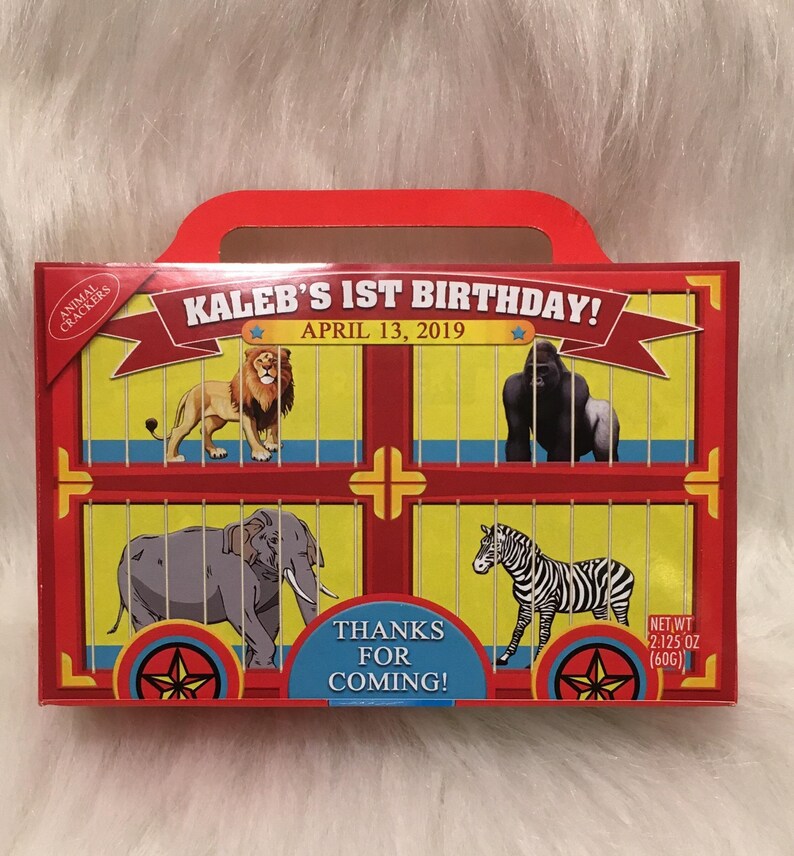 ANIMAL
CRACKERS
KALEB'S 1ST BIRTHDAY!
APRIL 13, 2019
THANKS
FOR
COMING!
NET WT
2.125 OZ
(60G)